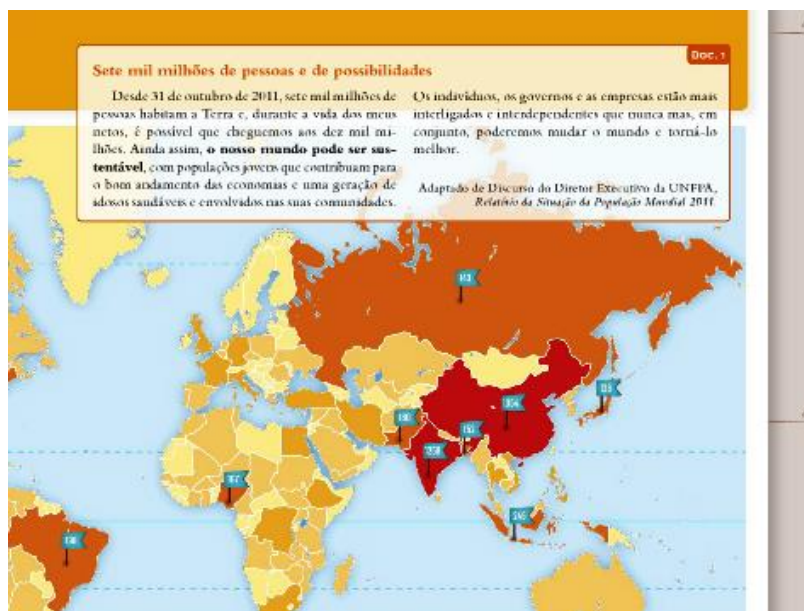 Doc. 1
Sete mil milhões de pessoas e de possibilidades
Desde 31 de outubro de 2011, sete mil milhões de
pessoas habitam a Terra e, durante a vida dos meus
netos, é possível que cheguemos aos dez mil mi-
lhões. Ainda assim, o nosso mundo pode ser sus-
tentável, com populações jovens que contribuam para
o bom andamento das economias e uma geração de
idosos saudáveis e envolvidos nas suas comunidades.
Os indivíduos, os governos e as empresas estão mais
interligados e interdependentes que nunca mas, em
conjunto, poderemos mudar o mundo e torná-lo
melhor.
Adaptado de Discurso do Diretor Executivo da UNFPA,
Relatório da Situação da População Mundial 2011.
143